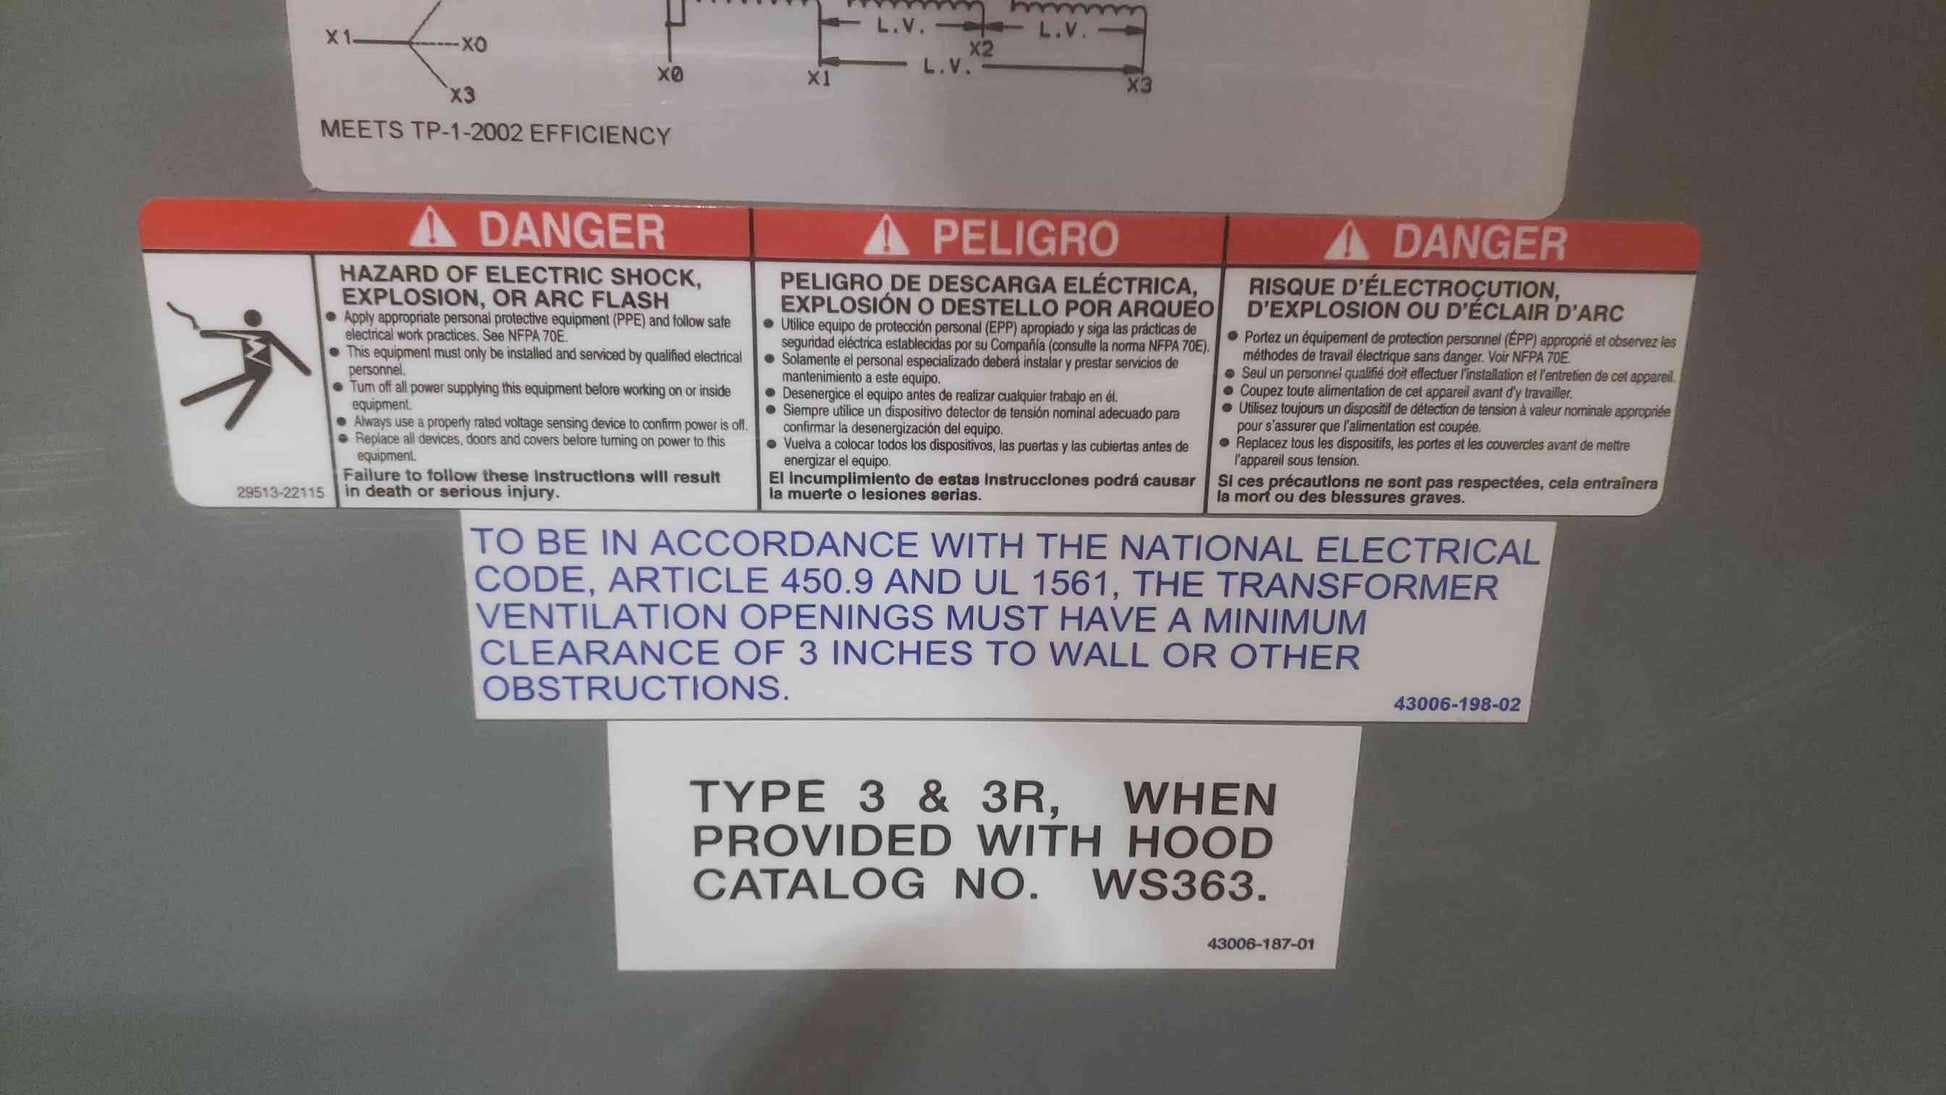 X1
X0
X3
X0
X1
L.V.
X2
L.V.
L.V.
X3
MEETS TP-1-2002 EFFICIENCY
DANGER
HAZARD OF ELECTRIC SHOCK,
EXPLOSION, OR ARC FLASH
● Apply appropriate personal protective equipment (PPE) and follow safe
electrical work practices. See NFPA 70E.
● This equipment must only be installed and serviced by qualified electrical
personnel.
● Turn off all power supplying this equipment before working on or inside
equipment.
● Always use a properly rated voltage sensing device to confirm power is off.
● Replace all devices, doors and covers before turning on power to this
equipment.
Failure to follow these instructions will result
in death or serious injury.
29513-22115
PELIGRO
PELIGRO DE DESCARGA ELÉCTRICA,
EXPLOSIÓN O DESTELLO POR ARQUEO
● Utilice equipo de protección personal (EPP) apropiado y siga las prácticas de
seguridad eléctrica establecidas por su Compañía (consulte la norma NFPA 70E).
● Solamente el personal especializado deberá instalar y prestar servicios de
mantenimiento a este equipo.
● Desenergice el equipo antes de realizar cualquier trabajo en él.
● Siempre utilice un dispositivo detector de tensión nominal adecuado para
confirmar la desenergización del equipo.
● Vuelva a colocar todos los dispositivos, las puertas y las cubiertas antes de
energizar el equipo.
El incumplimiento de estas instrucciones podrá causar
la muerte o lesiones serias.
DANGER
RISQUE D'ÉLECTROCUTION,
D'EXPLOSION OU D'ÉCLAIR D'ARC
● Portez un équipement de protection personnel (ÉPP) approprié et observez les
méthodes de travail électrique sans danger. Voir NFPA 70E.
● Seul un personnel qualifié doit effectuer l'installation et l'entretien de cet appareil.
● Coupez toute alimentation de cet appareil avant d'y travailler.
● Utilisez toujours un dispositif de détection de tension à valeur nominale appropriée
pour s'assurer que l'alimentation est coupée.
● Replacez tous les dispositifs, les portes et les couvercles avant de mettre
l'appareil sous tension.
Si ces précautions ne sont pas respectées, cela entraînera
la mort ou des blessures graves.
TO BE IN ACCORDANCE WITH THE NATIONAL ELECTRICAL
CODE, ARTICLE 450.9 AND UL 1561, THE TRANSFORMER
VENTILATION OPENINGS MUST HAVE A MINIMUM
CLEARANCE OF 3 INCHES TO WALL OR OTHER
OBSTRUCTIONS.
43006-198-02
TYPE 3 & 3R, WHEN
PROVIDED WITH HOOD
CATALOG NO. WS363.
43006-187-01